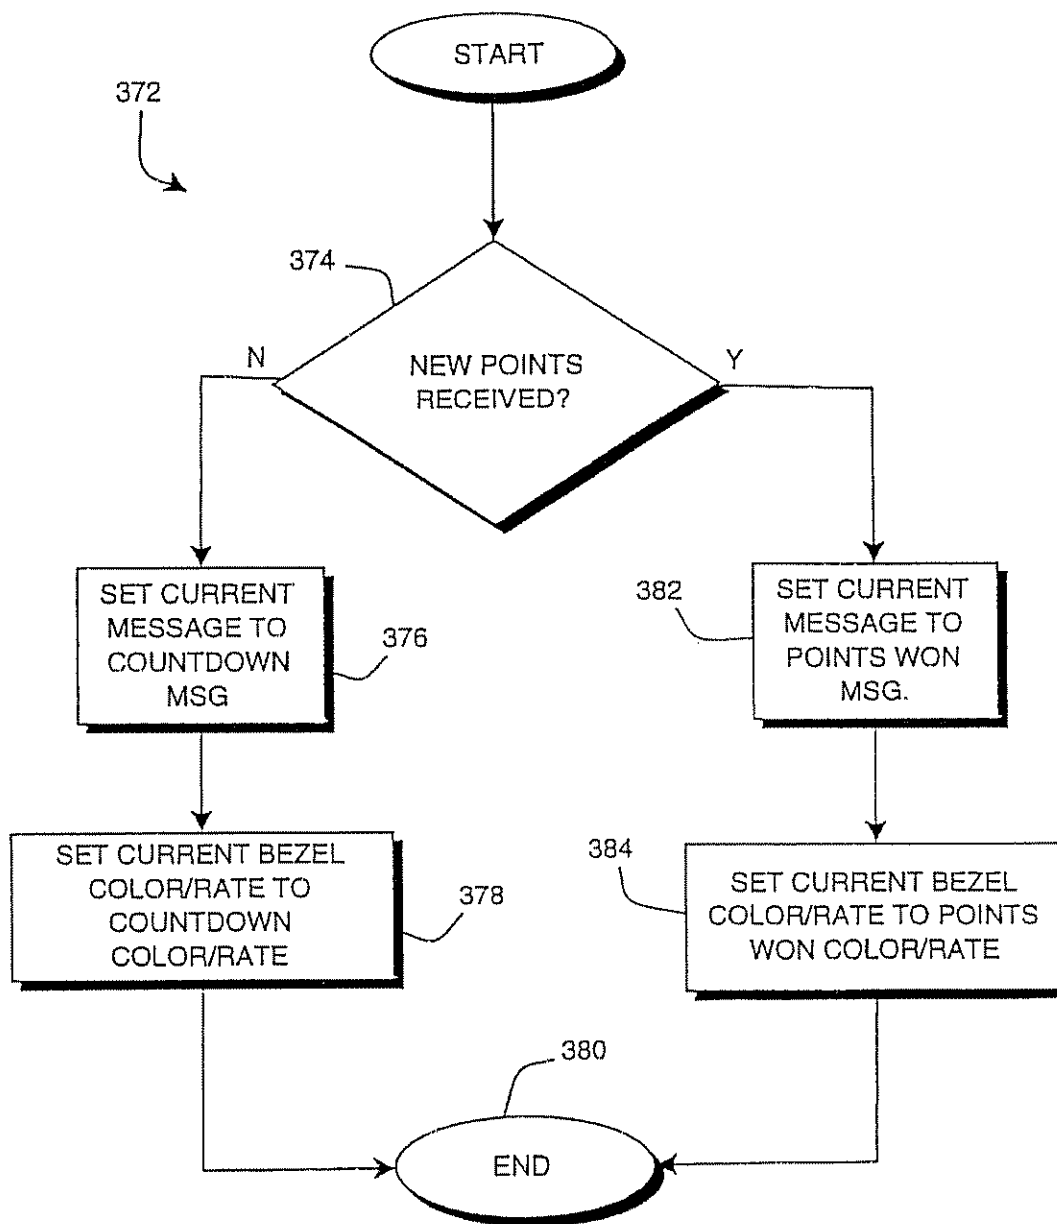 START
372
374
NEW POINTS
RECEIVED?
N
Y
SET CURRENT
MESSAGE TO
COUNTDOWN
MSG
376
382
SET CURRENT
MESSAGE TO
POINTS WON
MSG.
SET CURRENT BEZEL
COLOR/RATE TO
COUNTDOWN
COLOR/RATE
378
384
SET CURRENT BEZEL
COLOR/RATE TO POINTS
WON COLOR/RATE
380
END